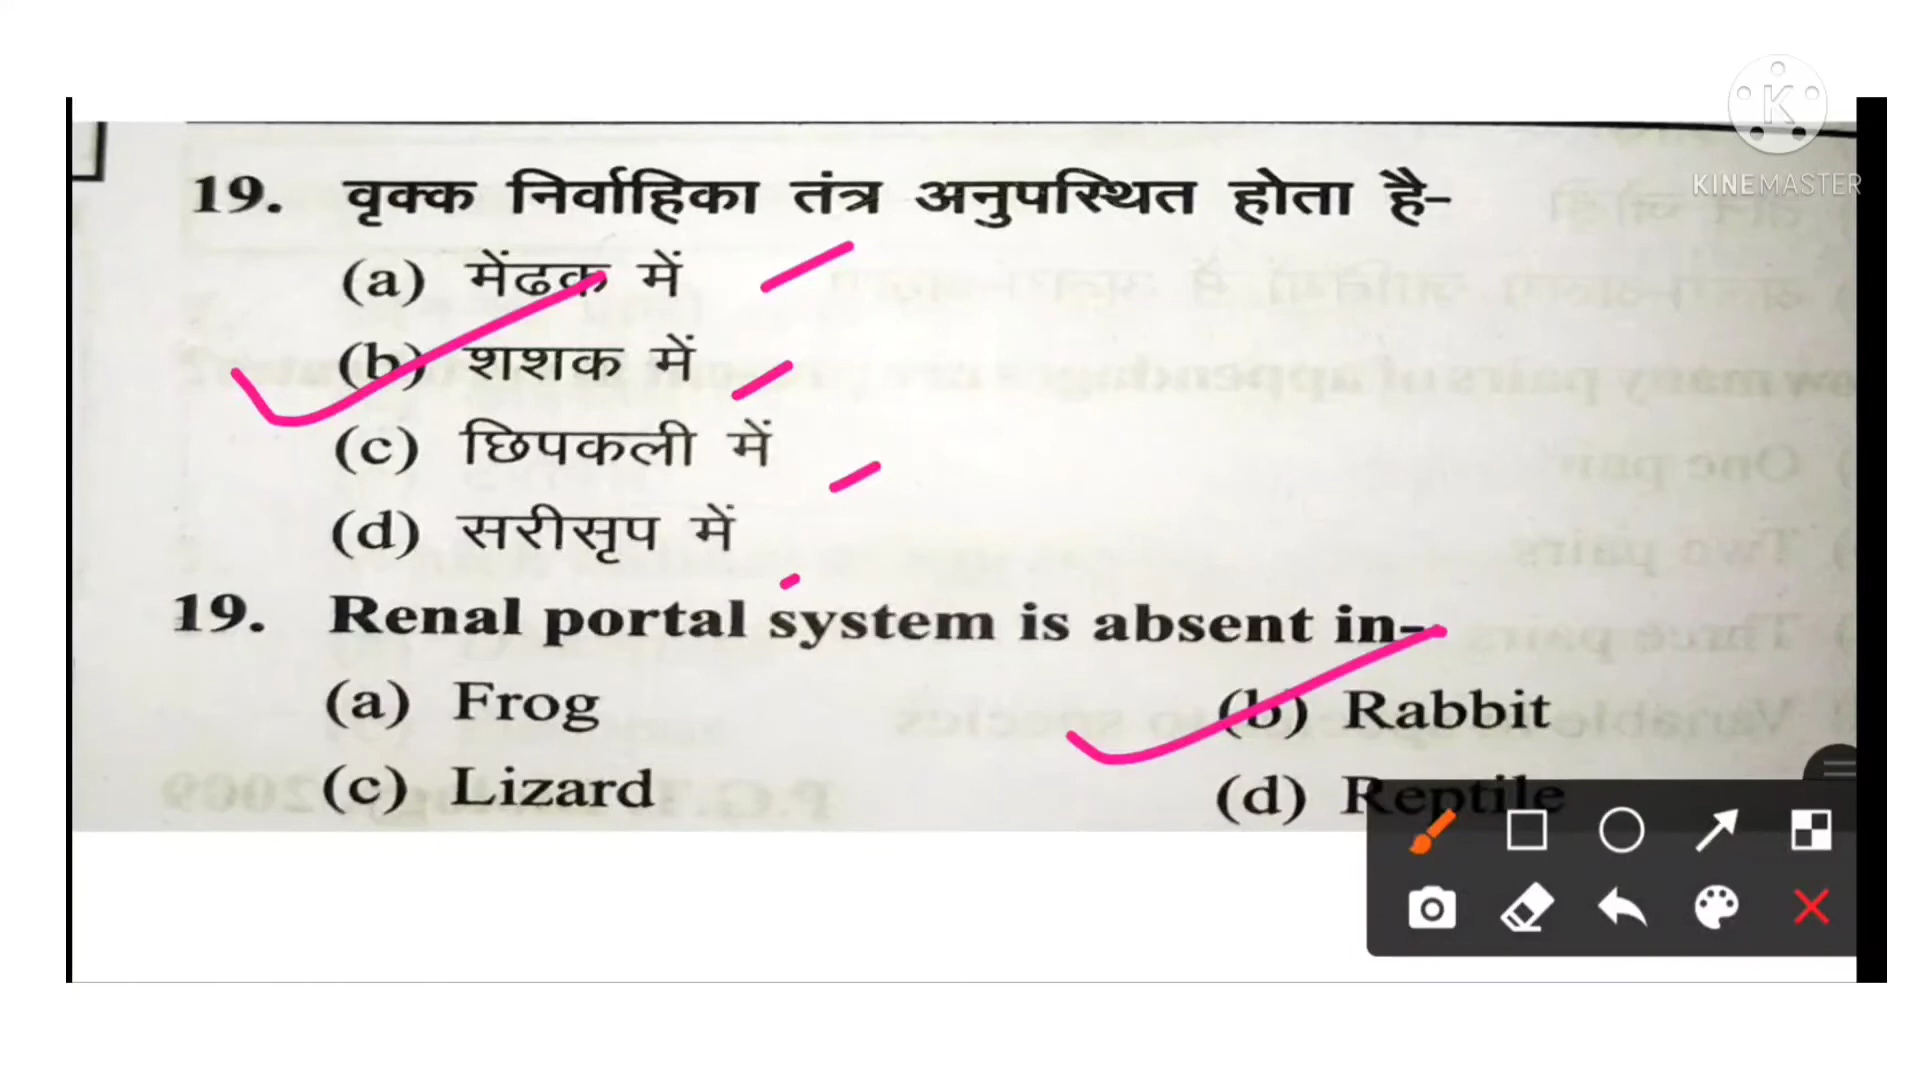 KINEMASTER
19. वृक्क निर्वाहिका तंत्र अनुपस्थित होता है-
(a) मेंढक में
(b) शशक में
(c) छिपकली में
(d) सरीसृप में
19. Renal portal system is absent in-
(a) Frog (b) Rabbit
(c) Lizard (d) Reptile